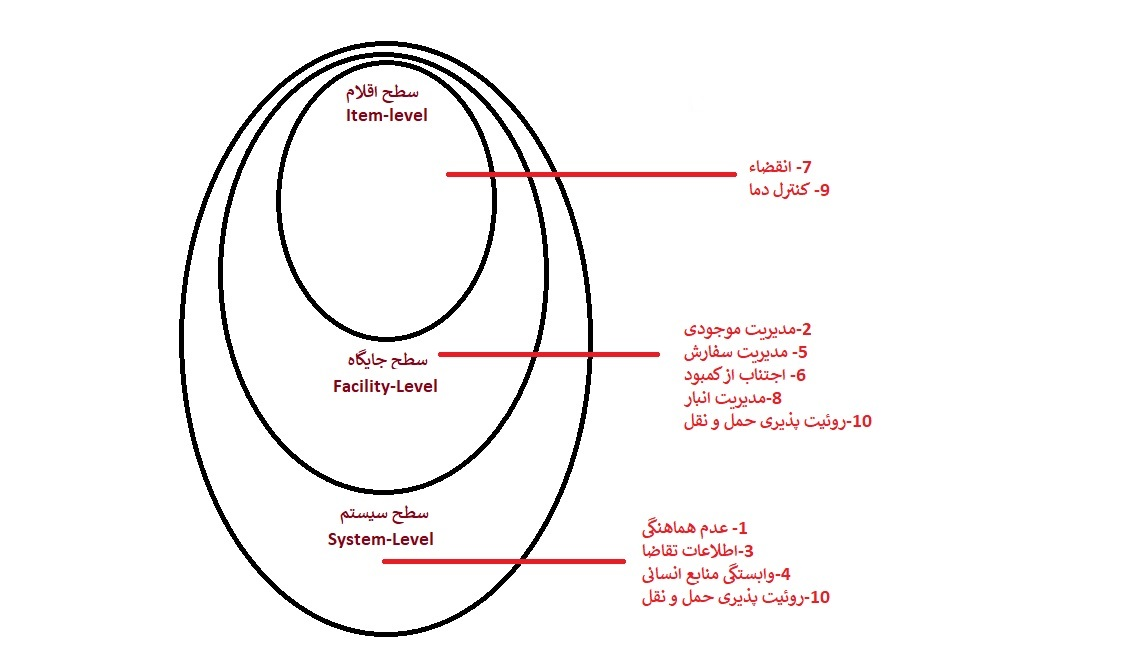 سطح اقلام
Item-level
7- انقضاء
9- کنترل دما
سطح جایگاه
Facility-Level
2-مدیریت موجودی
5- مدیریت سفارش
6- اجتناب از کمبود
8-مدیریت انبار
10-روئیت پذیری حمل و نقل
سطح سیستم
System-Level
1- عدم هماهنگی
3-اطلاعات تقاضا
4-وابستگی منابع انسانی
10-روئیت پذیری حمل و نقل